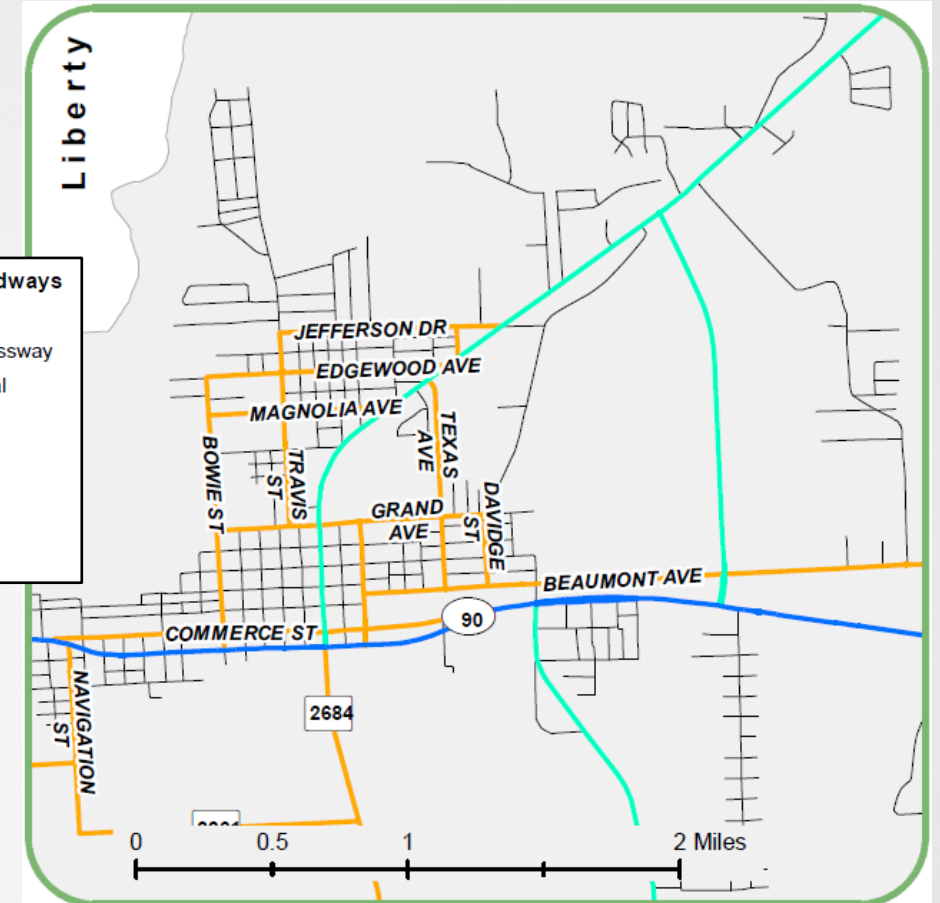 Liberty
dways
ssway
al
JEFFERSON DR
EDGEWOOD AVE
MAGNOLIA AVE
BOWIE ST
TRAVIS
ST
TEXAS
AVE
GRAND
AVE
DAVIDGE
ST
BEAUMONT AVE
90
COMMERCE ST
NAVIGATION
ST
2684
0 0.5 1 2 Miles